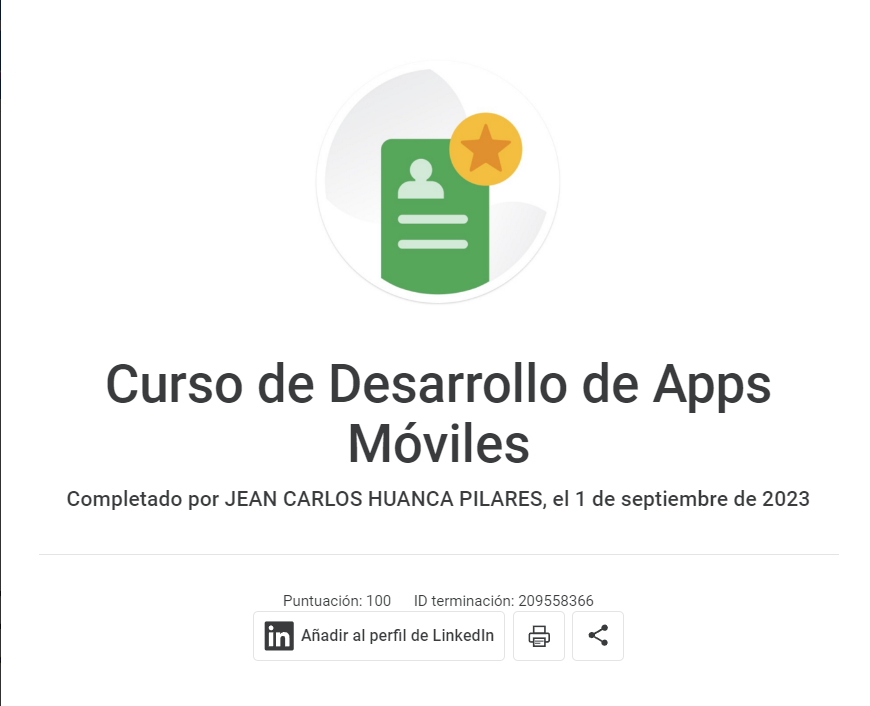 Curso de Desarrollo de Apps
Móviles
Completado por JEAN CARLOS HUANCA PILARES, el 1 de septiembre de 2023
Puntuación: 100 ID terminación: 209558366
in Añadir al perfil de LinkedIn